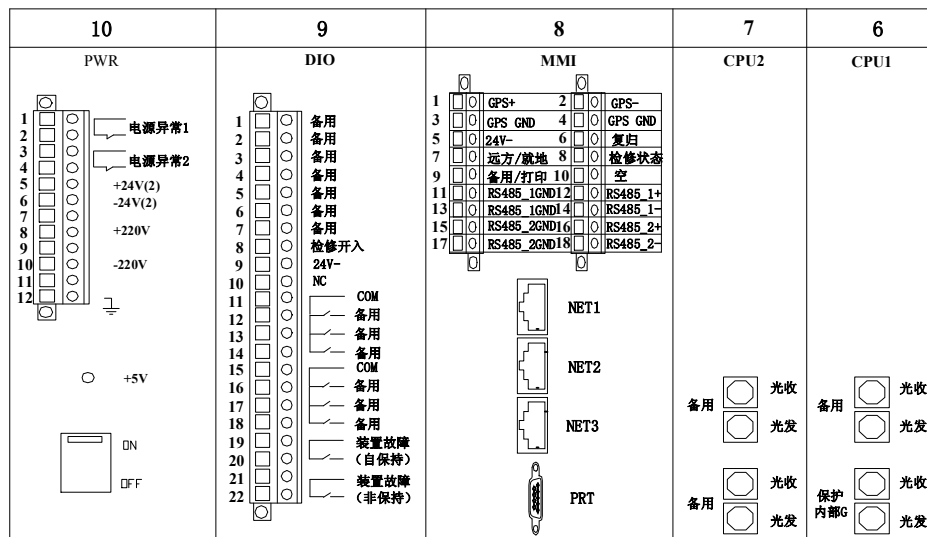 10
PWR
1
2
3
4
5
6
7
8
9
10
11
12
电源异常1
电源异常2
+24V(2)
-24V(2)
+220V
-220V
+5V
ON
OFF
9
DIO
1 备用
2 备用
3 备用
4 备用
5 备用
6 备用
7 备用
8 检修开入
9 24V-
10 NC
11 COM
12 备用
13 备用
14 备用
15 COM
16 备用
17 备用
18 备用
19 装置故障
20 （自保持）
21 装置故障
22 （非保持）
8
MMI
1 GPS+ 2 GPS-
3 GPS GND 4 GPS GND
5 24V- 6 复归
7 远方/就地 8 检修状态
9 备用/打印 10 空
11 RS485_1GND 12 RS485_1+
13 RS485_1GND 14 RS485_1-
15 RS485_2GND 16 RS485_2+
17 RS485_2GND 18 RS485_2-
NET1
NET2
NET3
PRT
7
CPU2
备用
光收
光发
备用
光收
光发
6
CPU1
备用
光收
光发
保护
内部G
光收
光发